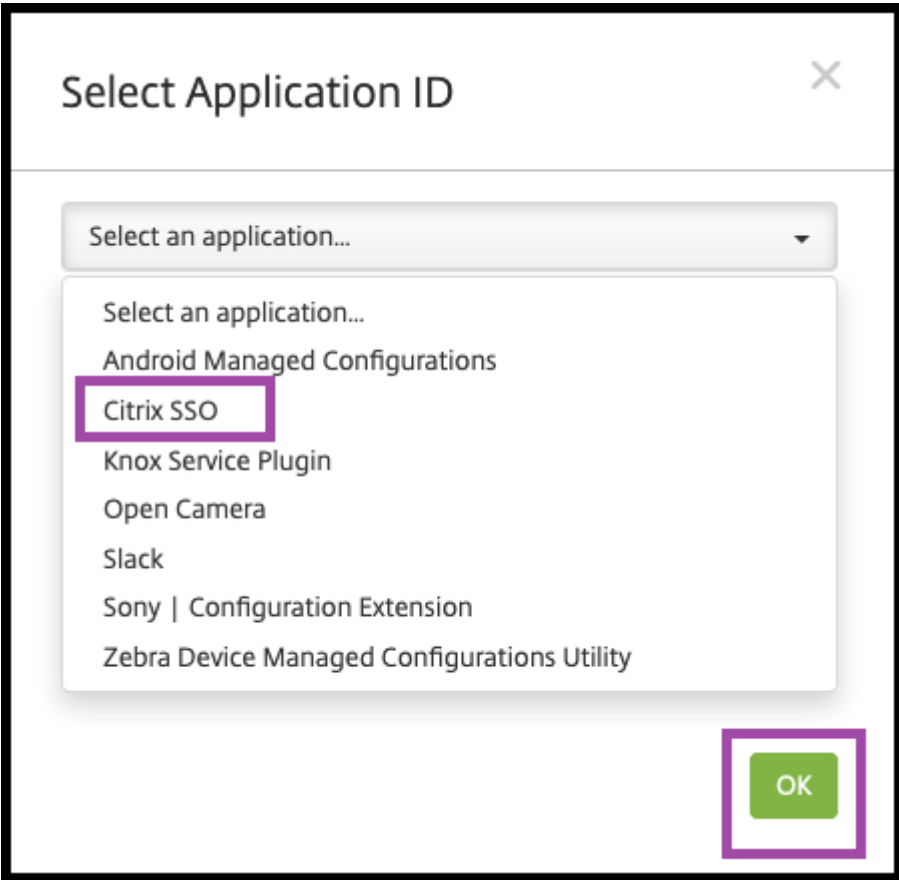 Select Application ID
Select an application...
Select an application...
Android Managed Configurations
Citrix SSO
Knox Service Plugin
Open Camera
Slack
Sony | Configuration Extension
Zebra Device Managed Configurations Utility
OK